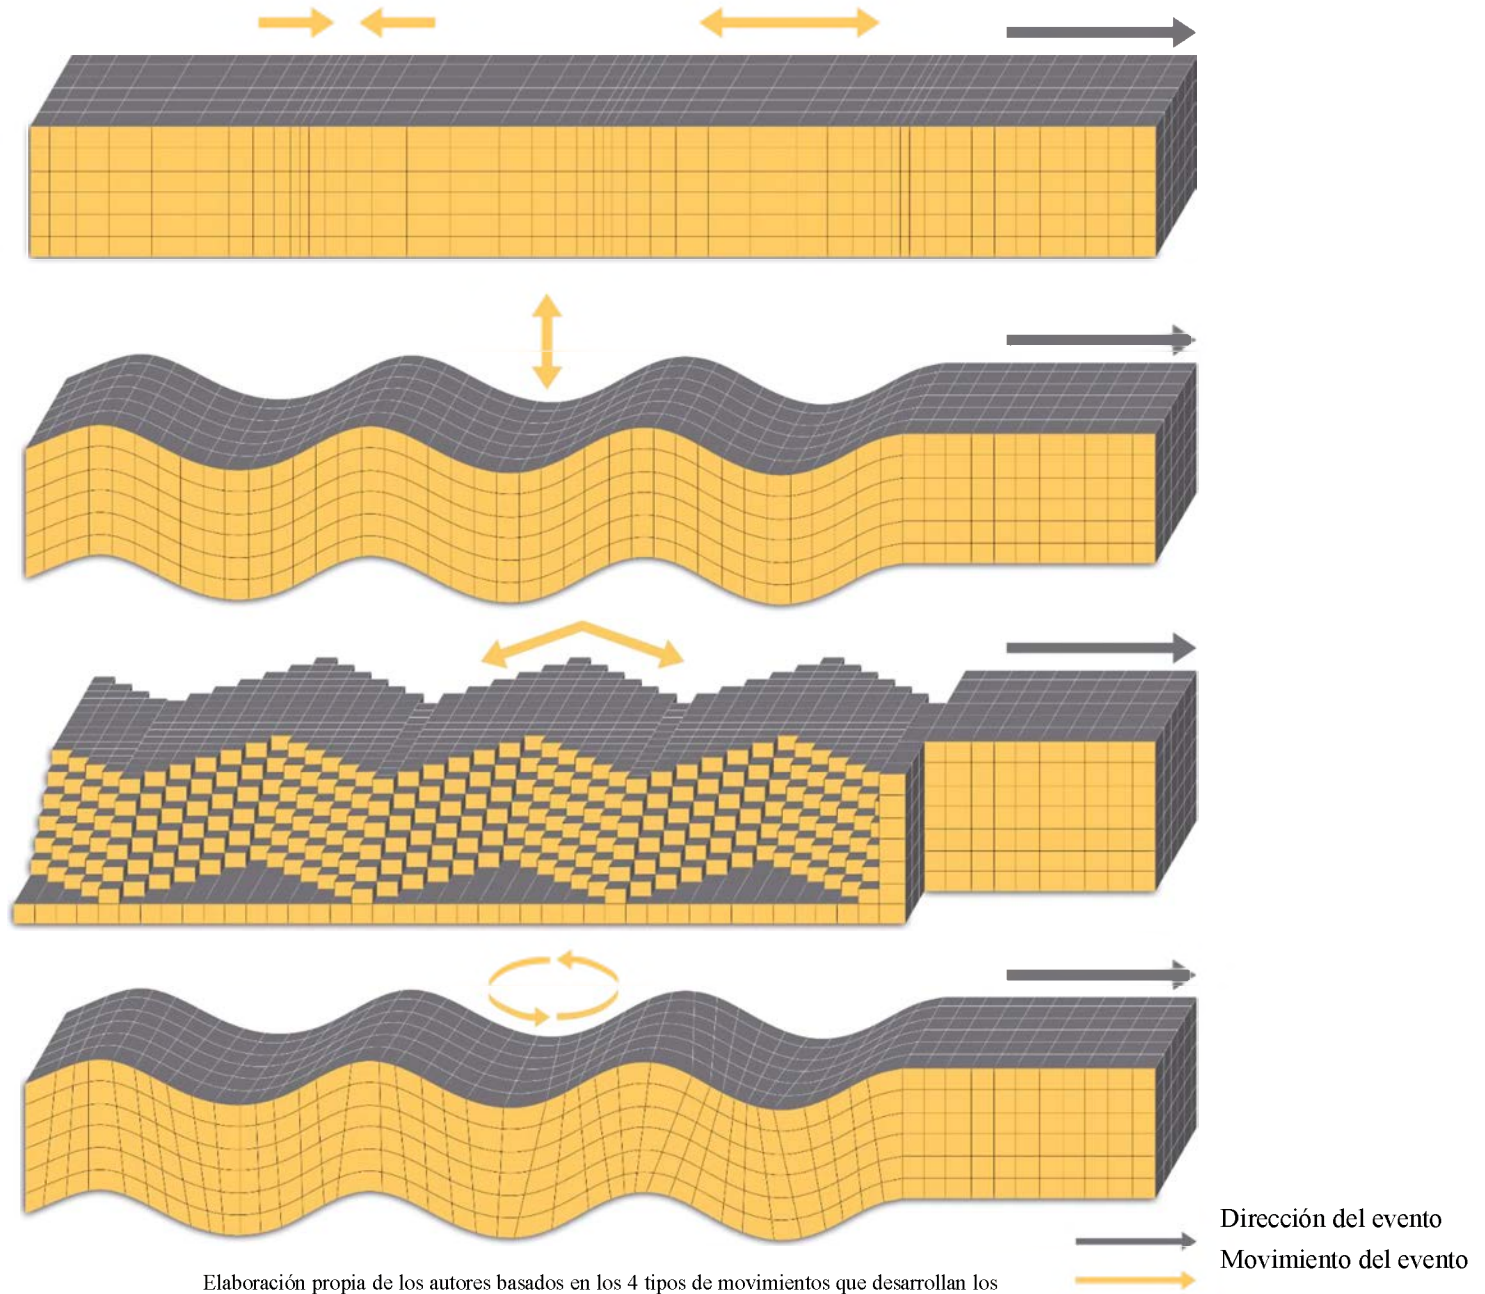 Dirección del evento
Movimiento del evento
Elaboración propia de los autores basados en los 4 tipos de movimientos que desarrollan los